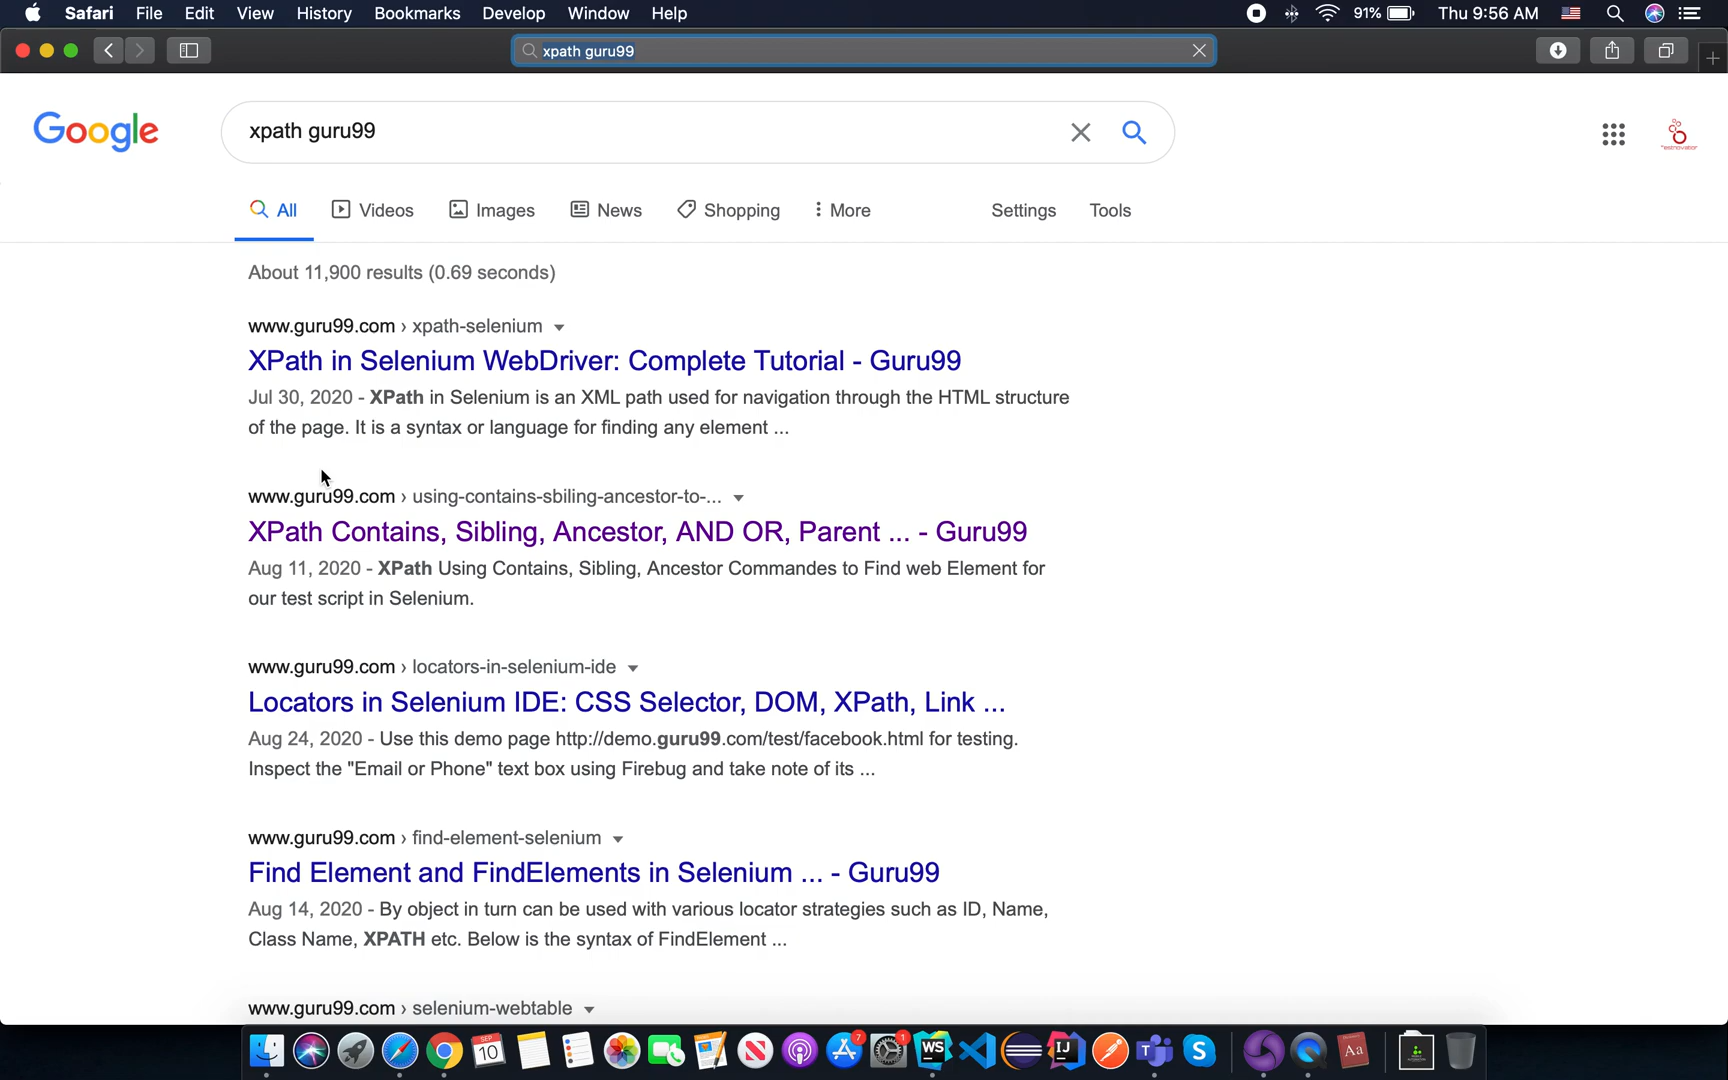 Safari File Edit View History Bookmarks Develop Window Help 91% Thu 9:56 AM
xpath guru99
Google
xpath guru99
All Videos Images News Shopping More Settings Tools
About 11,900 results (0.69 seconds)
www.guru99.com › xpath-selenium
XPath in Selenium WebDriver: Complete Tutorial - Guru99
Jul 30, 2020 - XPath in Selenium is an XML path used for navigation through the HTML structure
of the page. It is a syntax or language for finding any element ...
www.guru99.com › using-contains-sbiling-ancestor-to-...
XPath Contains, Sibling, Ancestor, AND OR, Parent ... - Guru99
Aug 11, 2020 - XPath Using Contains, Sibling, Ancestor Commandes to Find web Element for
our test script in Selenium.
www.guru99.com › locators-in-selenium-ide
Locators in Selenium IDE: CSS Selector, DOM, XPath, Link ...
Aug 24, 2020 - Use this demo page http://demo.guru99.com/test/facebook.html for testing.
Inspect the "Email or Phone" text box using Firebug and take note of its ...
www.guru99.com › find-element-selenium
Find Element and FindElements in Selenium ... - Guru99
Aug 14, 2020 - By object in turn can be used with various locator strategies such as ID, Name,
Class Name, XPATH etc. Below is the syntax of FindElement ...
www.guru99.com › selenium-webtable
SEP 10 7 1 WS IJ T S Aa